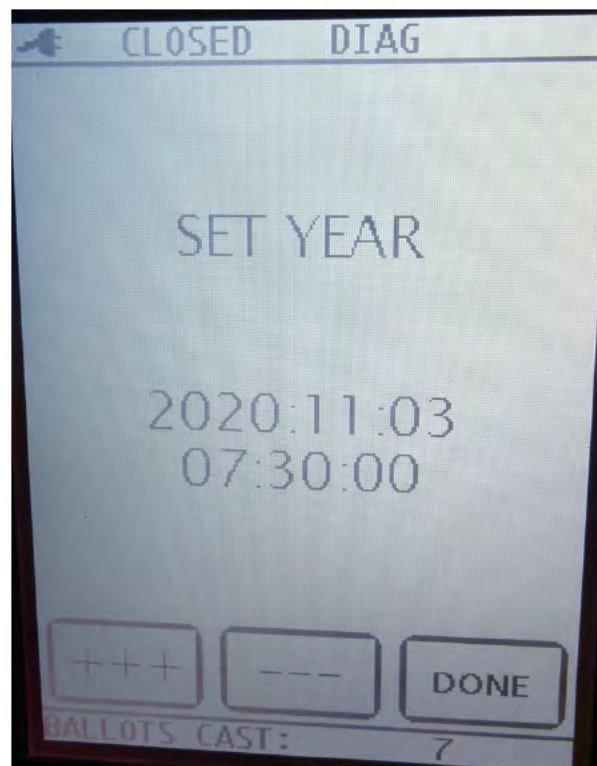 CLOSED DIAG
SET YEAR
2020:11:03
07:30:00
+++ --- DONE
BALLOTS CAST: 7